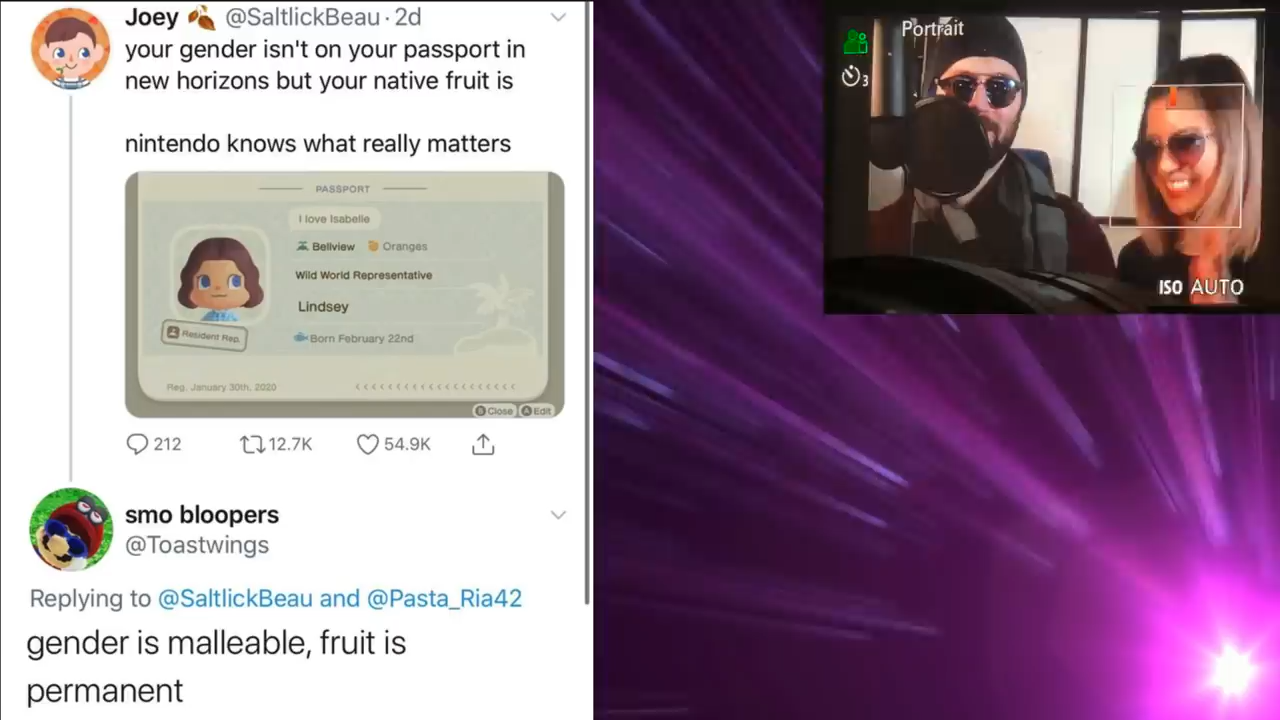 Joey @SaltlickBeau · 2d
your gender isn't on your passport in
new horizons but your native fruit is
nintendo knows what really matters
PASSPORT
I love Isabelle
Bellview Oranges
Wild World Representative
Lindsey
Resident Rep.
Born February 22nd
Reg. January 30th, 2020
B Close A Edit
212 12.7K 54.9K
smo bloopers
@Toastwings
Replying to @SaltlickBeau and @Pasta_Ria42
gender is malleable, fruit is
permanent
Portrait
3
ISO AUTO